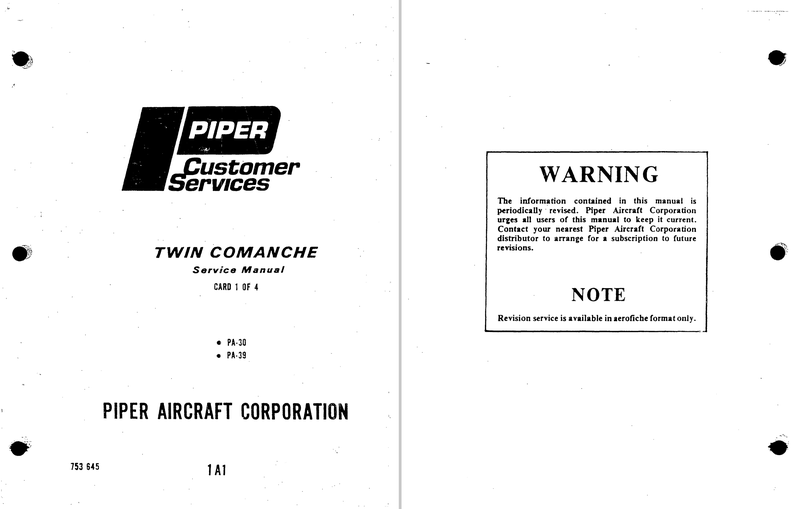 PIPER
Customer
Services
TWIN COMANCHE
Service Manual
CARD 1 OF 4
• PA-30
• PA-39
PIPER AIRCRAFT CORPORATION
753 645
1A1
WARNING
The information contained in this manual is
periodically revised. Piper Aircraft Corporation
urges all users of this manual to keep it current.
Contact your nearest Piper Aircraft Corporation
distributor to arrange for a subscription to future
revisions.
NOTE
Revision service is available in aerofiche format only.